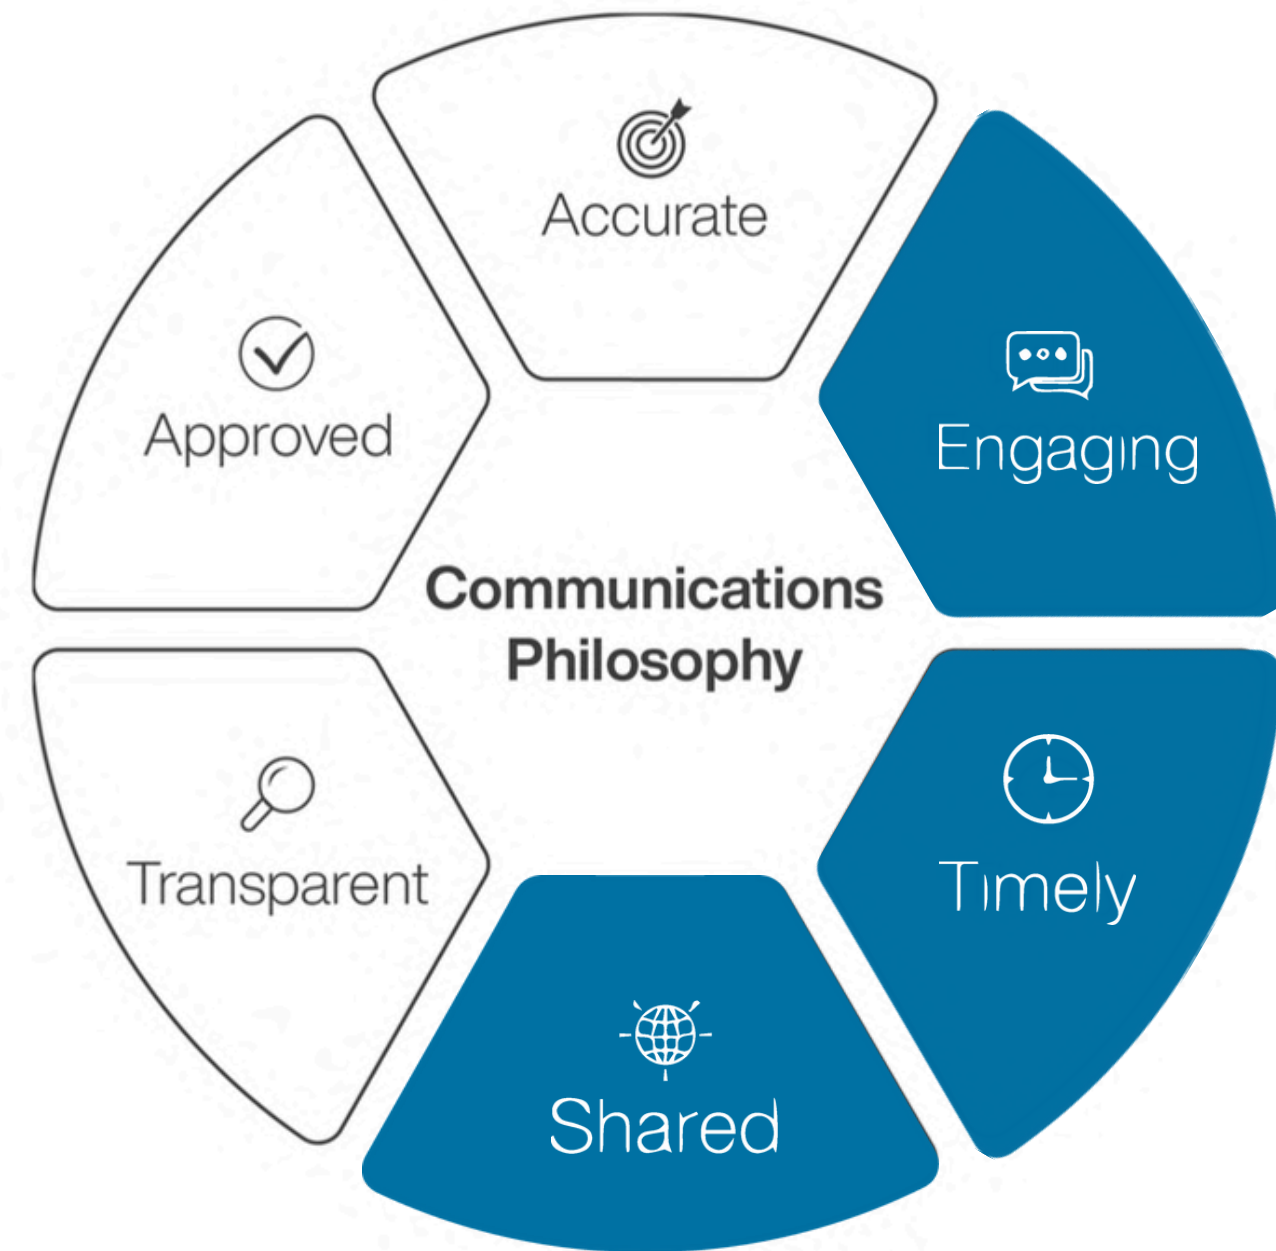 Accurate
Engaging
Timely
Shared
Transparent
Approved
Communications
Philosophy